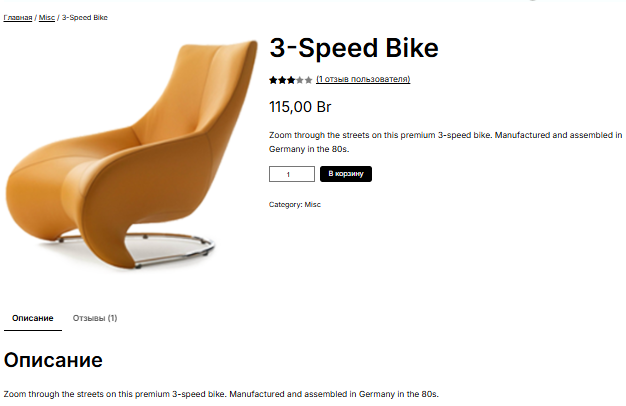 Главная / Misc / 3-Speed Bike
3-Speed Bike
(1 отзыв пользователя)
115,00 Br
Zoom through the streets on this premium 3-speed bike. Manufactured and assembled in
Germany in the 80s.
1
В корзину
Category: Misc
Описание
Отзывы (1)
Описание
Zoom through the streets on this premium 3-speed bike. Manufactured and assembled in Germany in the 80s.